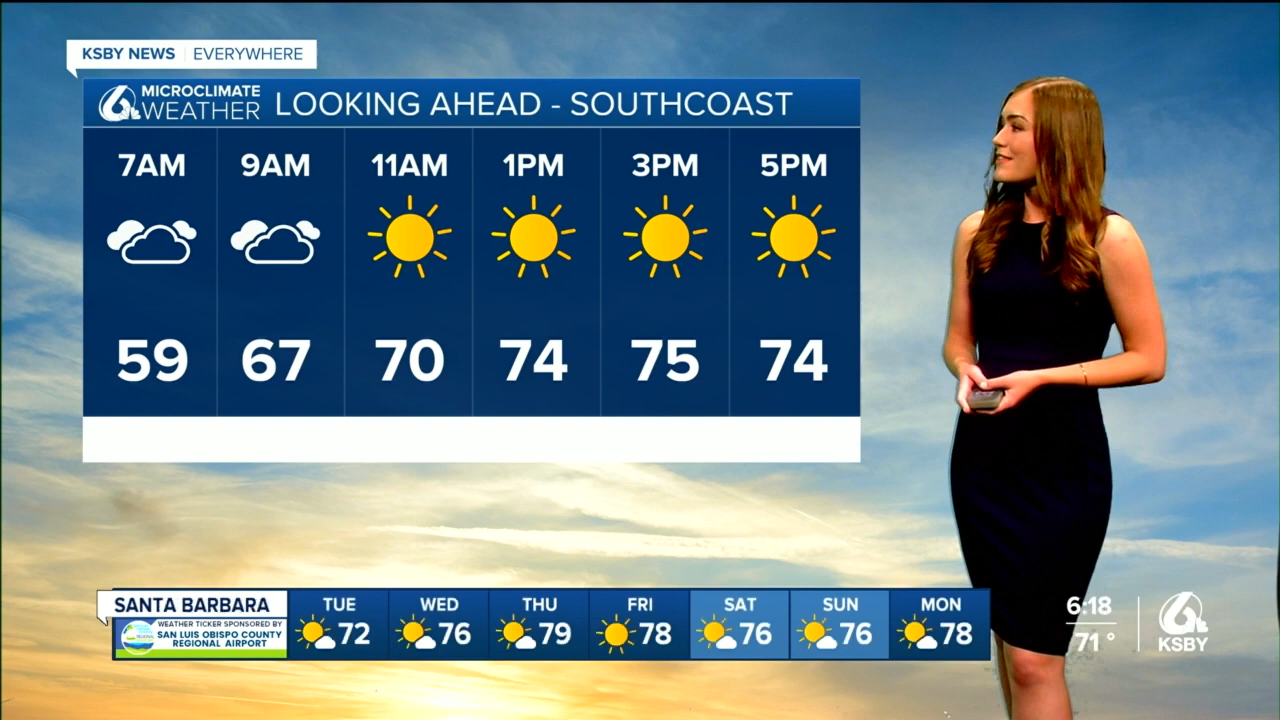 KSBY NEWS | EVERYWHERE
6 MICROCLIMATE
WEATHER
LOOKING AHEAD - SOUTHCOAST
7AM 9AM 11AM 1PM 3PM 5PM
59 67 70 74 75 74
SANTA BARBARA
WEATHER TICKER SPONSORED BY
SAN LUIS OBISPO COUNTY
REGIONAL AIRPORT
TUE WED THU FRI SAT SUN MON
72 76 79 78 76 76 78
6:18
71°
6
KSBY